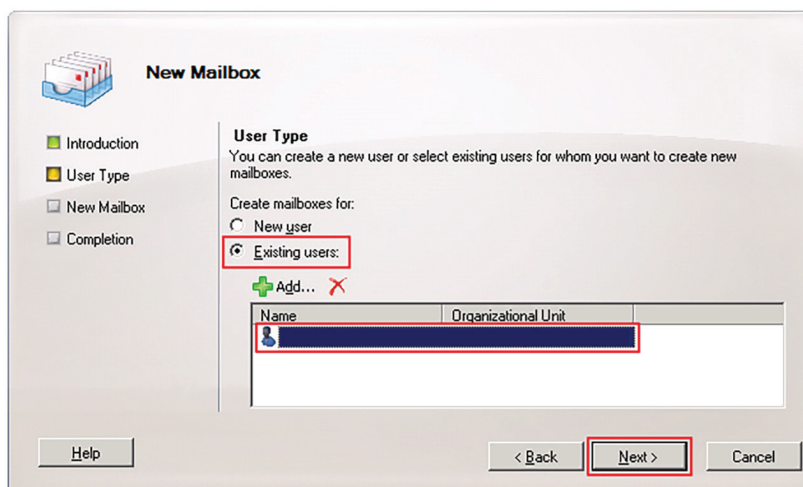 New Mailbox
Introduction
User Type
New Mailbox
Completion
User Type
You can create a new user or select existing users for whom you want to create new
mailboxes.
Create mailboxes for:
New user
Existing users:
Add...
Name Organizational Unit
Help < Back Next > Cancel